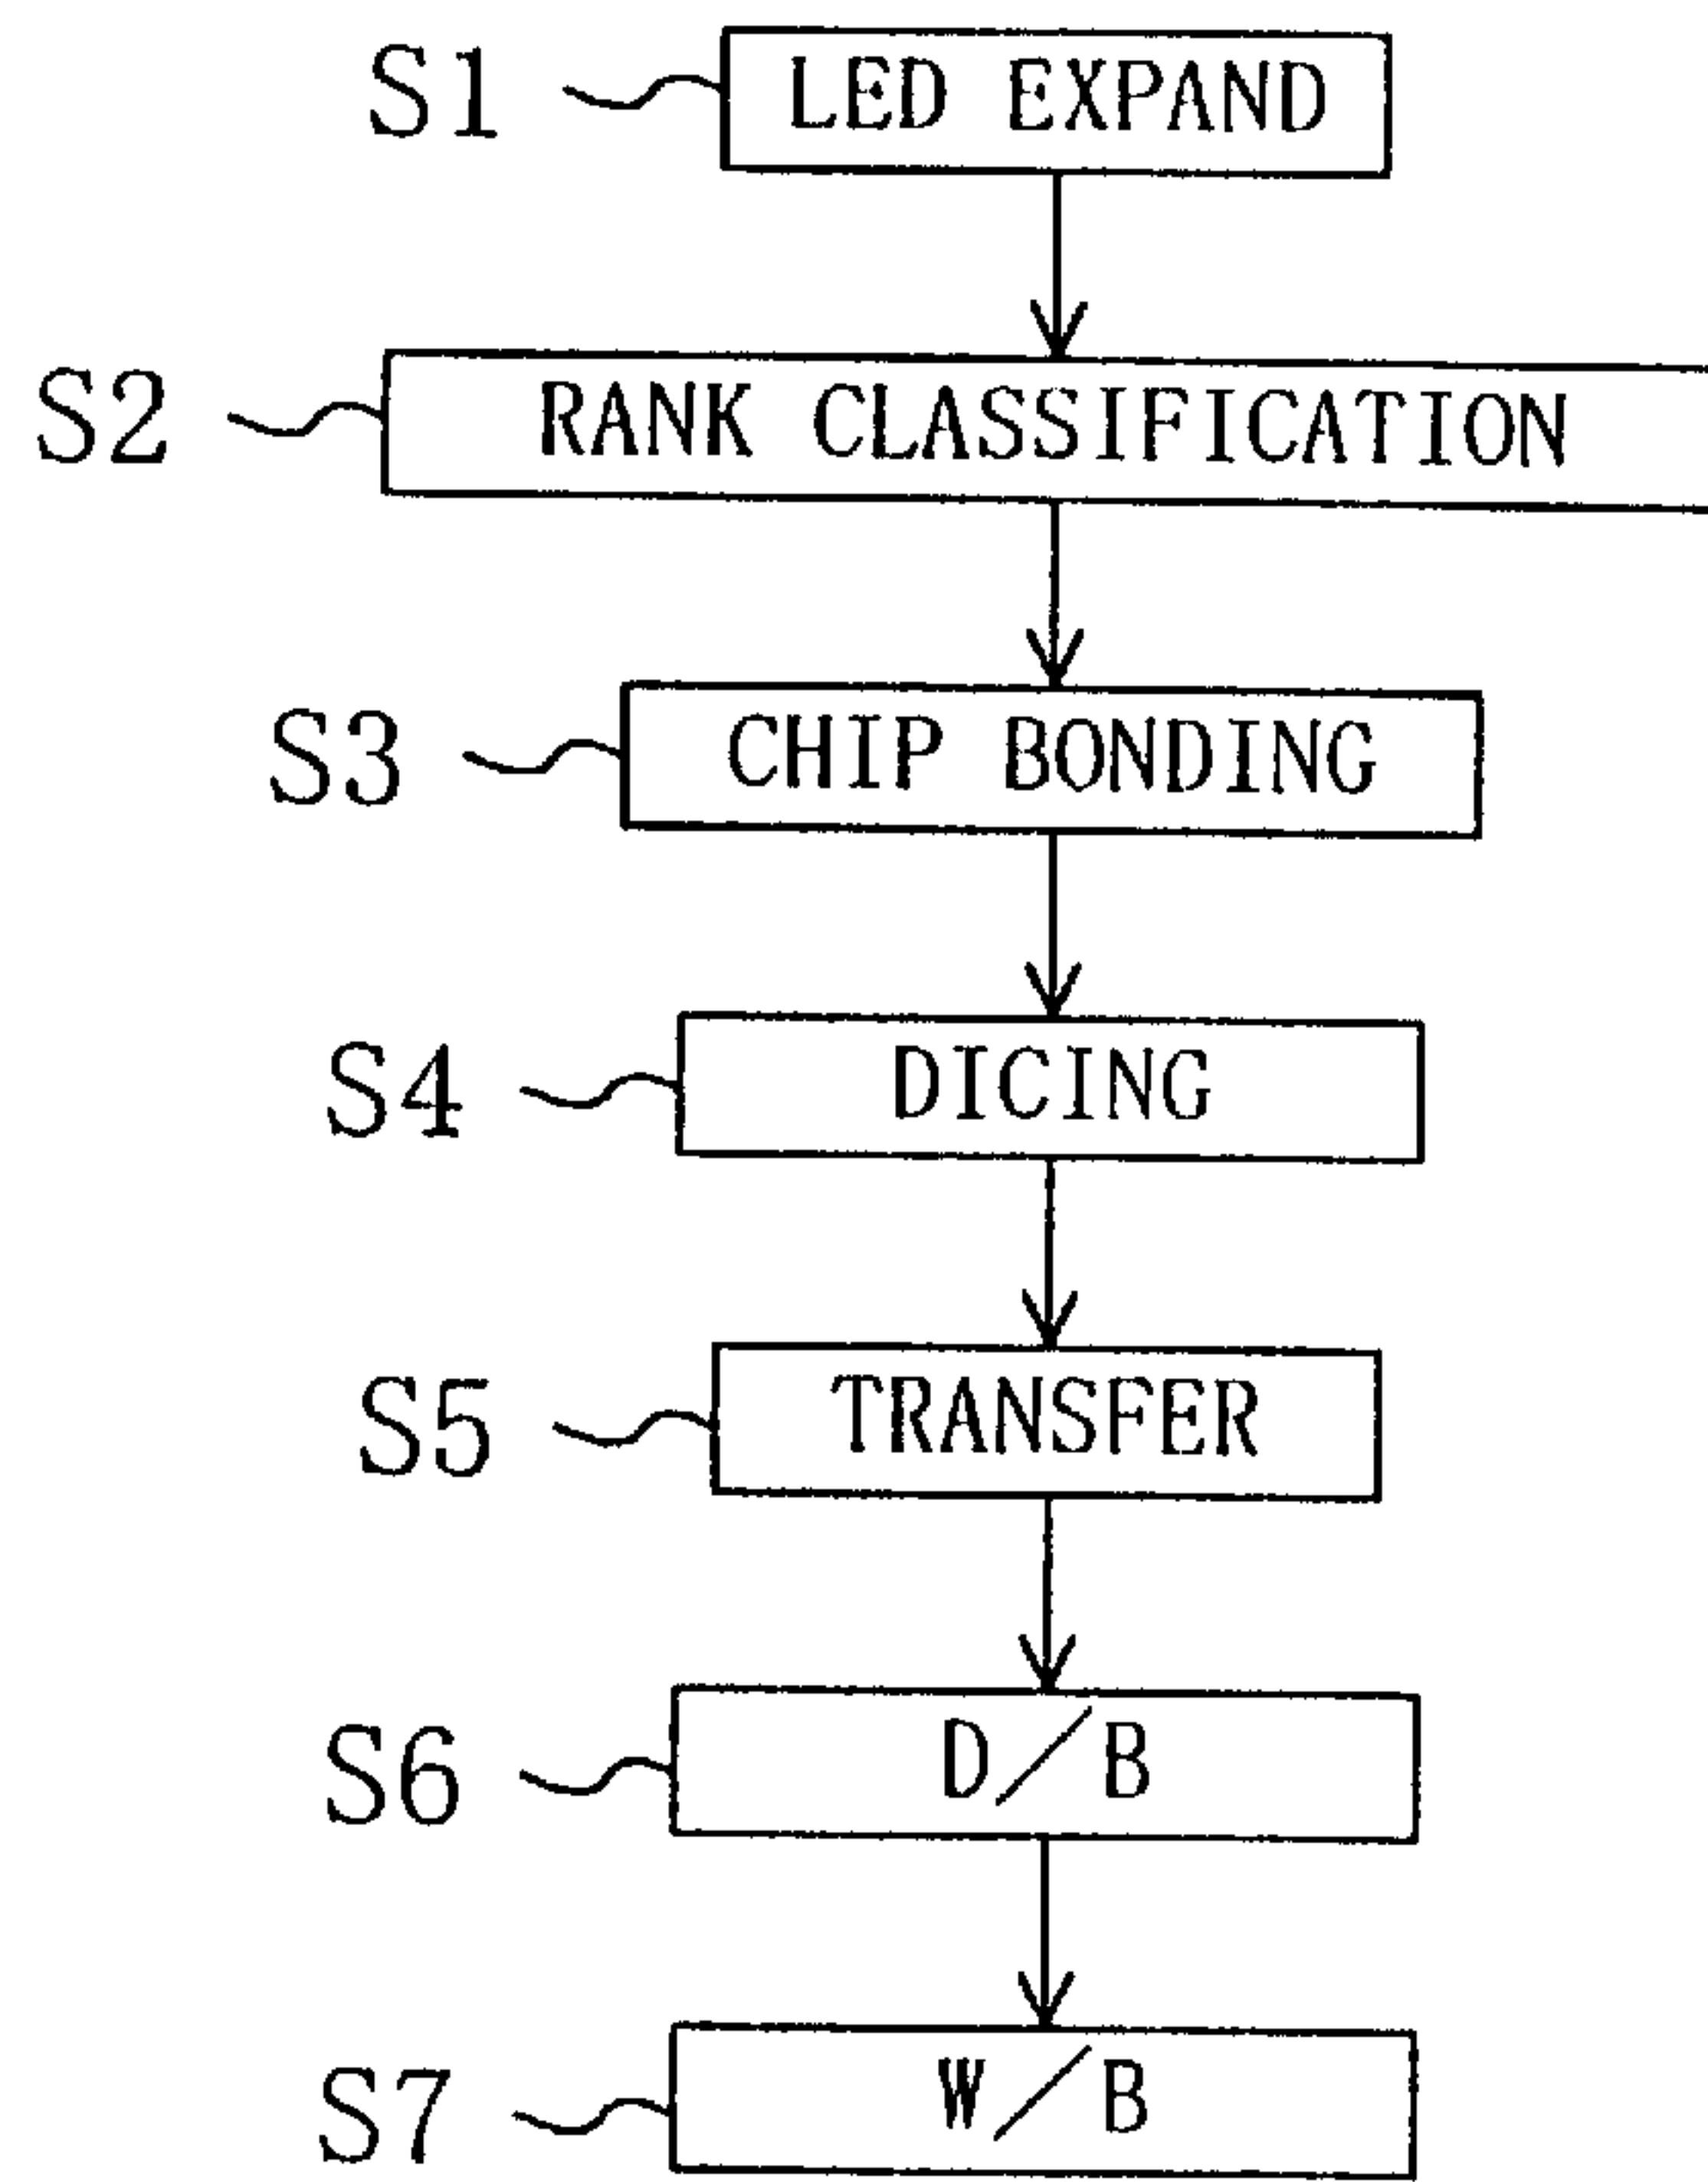 S1 LED EXPAND
S2 RANK CLASSIFICATION
S3 CHIP BONDING
S4 DICING
S5 TRANSFER
S6 D/B
S7 W/B